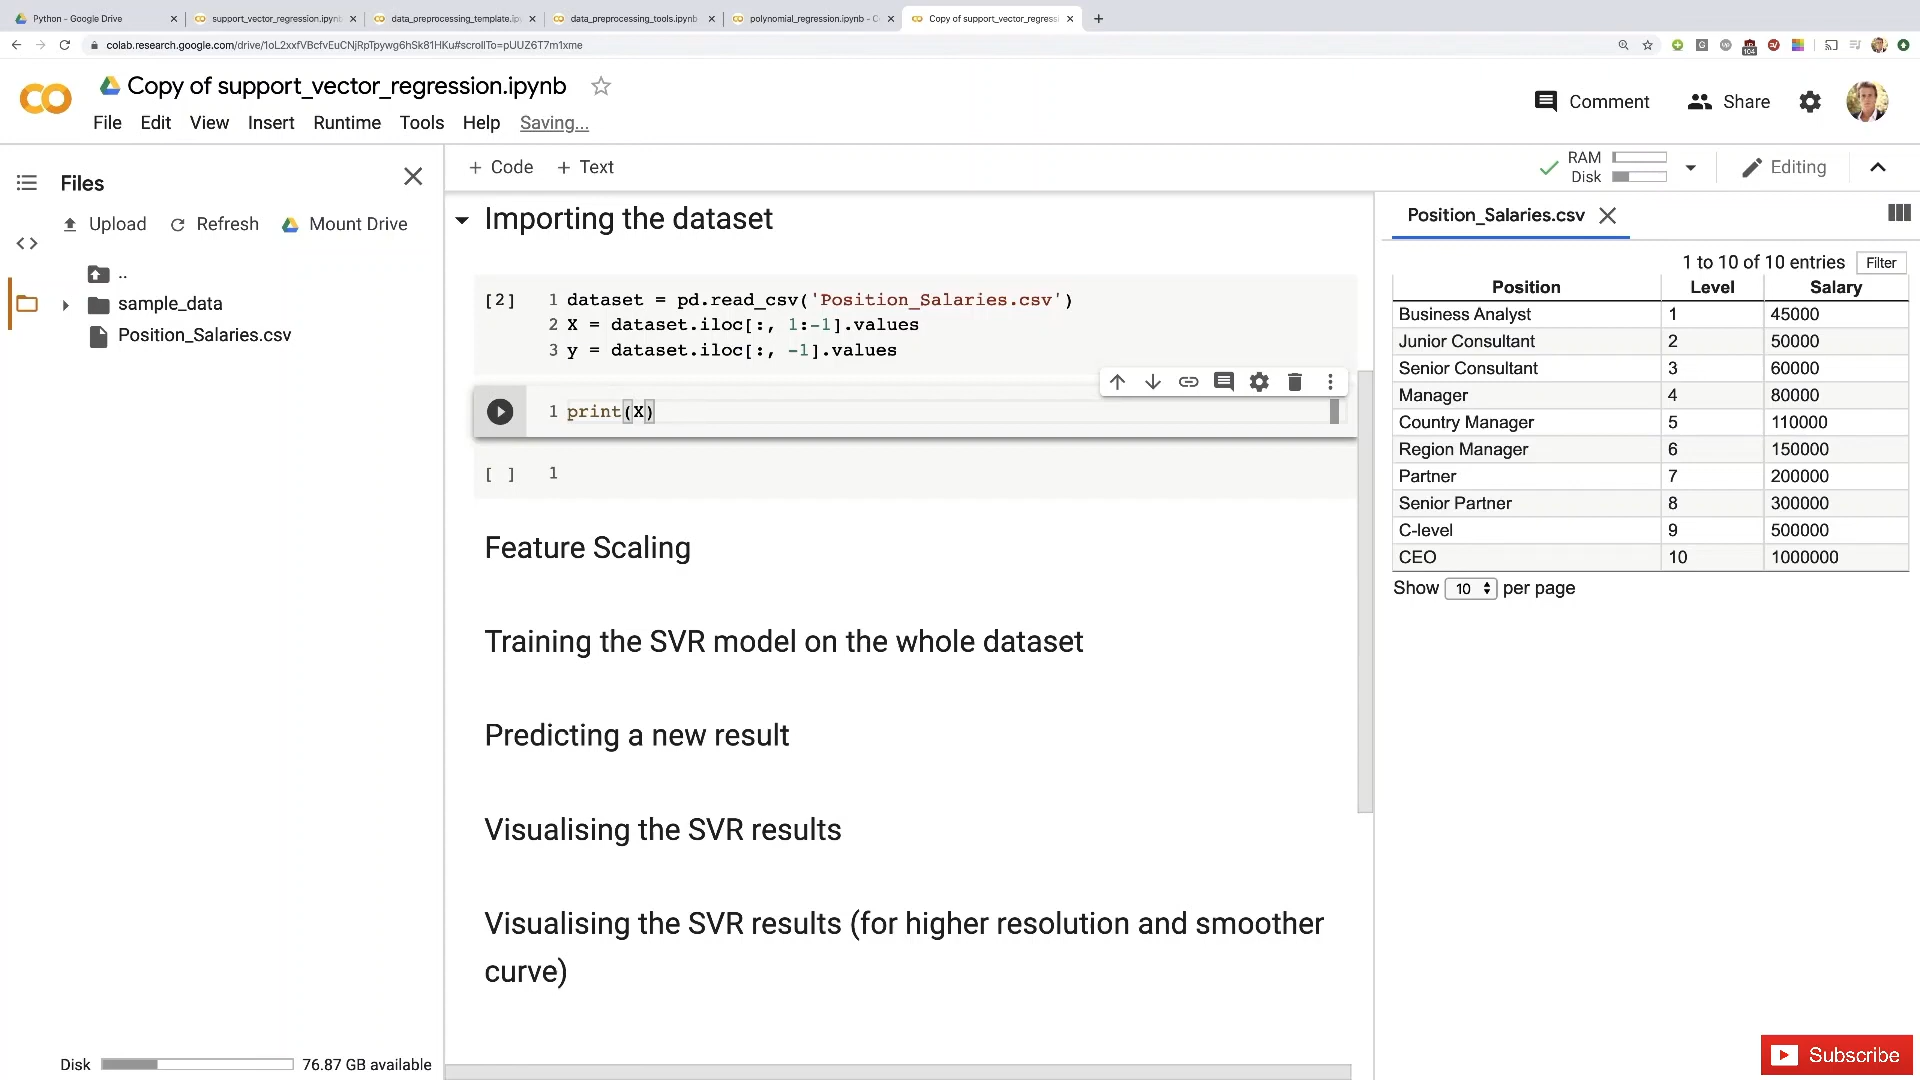 Python - Google Drive
support_vector_regression.ipynb
data_preprocessing_template.ip
data_preprocessing_tools.ipynb
polynomial_regression.ipynb - C
Copy of support_vector_regress
colab.research.google.com/drive/1oL2xxfVBcfvEuCNjRpTpywg6hSk81HKu#scrollTo=pUUZ6T7m1xme
104
Copy of support_vector_regression.ipynb
Comment
Share
File Edit View Insert Runtime Tools Help Saving...
Files
+ Code + Text
RAM
Disk
Editing
Upload Refresh Mount Drive
..
sample_data
Position_Salaries.csv
Disk 76.87 GB available
Importing the dataset
[2] 1 dataset = pd.read_csv('Position_Salaries.csv')
2 X = dataset.iloc[:, 1:-1].values
3 y = dataset.iloc[:, -1].values
1 print(X)
[ ] 1
Feature Scaling
Training the SVR model on the whole dataset
Predicting a new result
Visualising the SVR results
Visualising the SVR results (for higher resolution and smoother
curve)
Position_Salaries.csv
1 to 10 of 10 entries Filter
Position Level Salary
Business Analyst 1 45000
Junior Consultant 2 50000
Senior Consultant 3 60000
Manager 4 80000
Country Manager 5 110000
Region Manager 6 150000
Partner 7 200000
Senior Partner 8 300000
C-level 9 500000
CEO 10 1000000
Show 10 per page
Subscribe